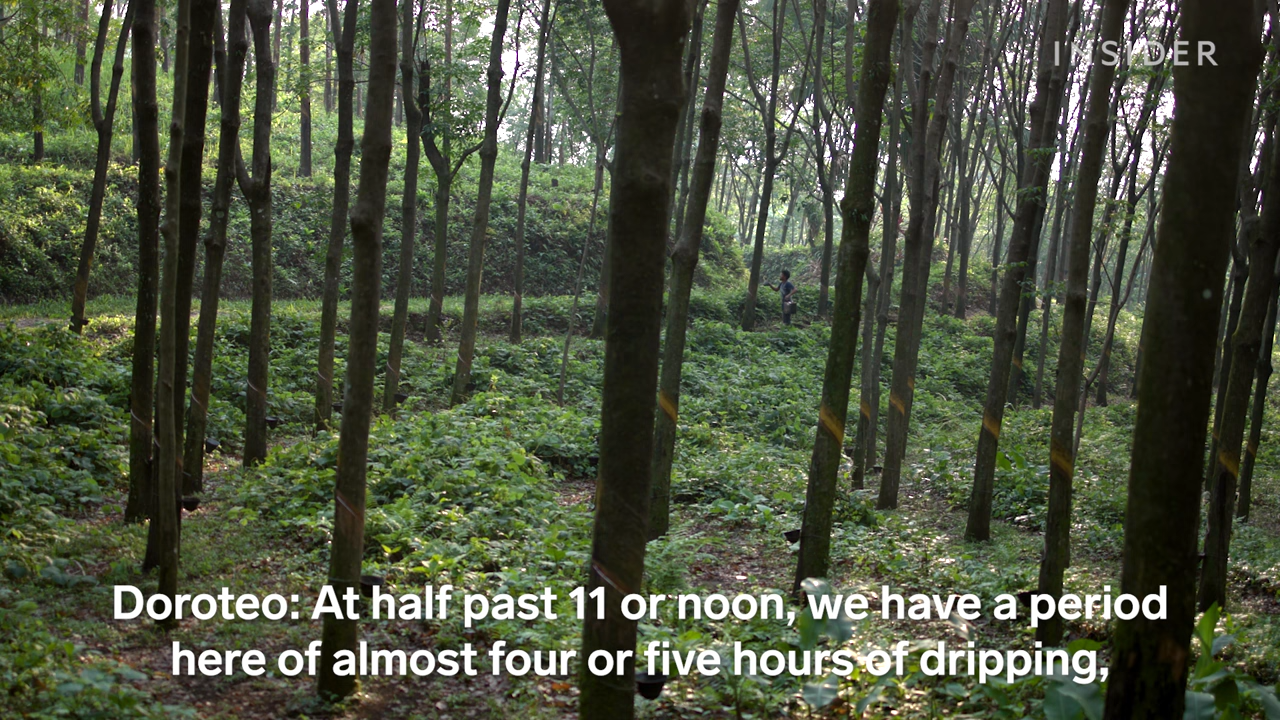 INSIDER
Doroteo: At half past 11 or noon, we have a period
here of almost four or five hours of dripping,